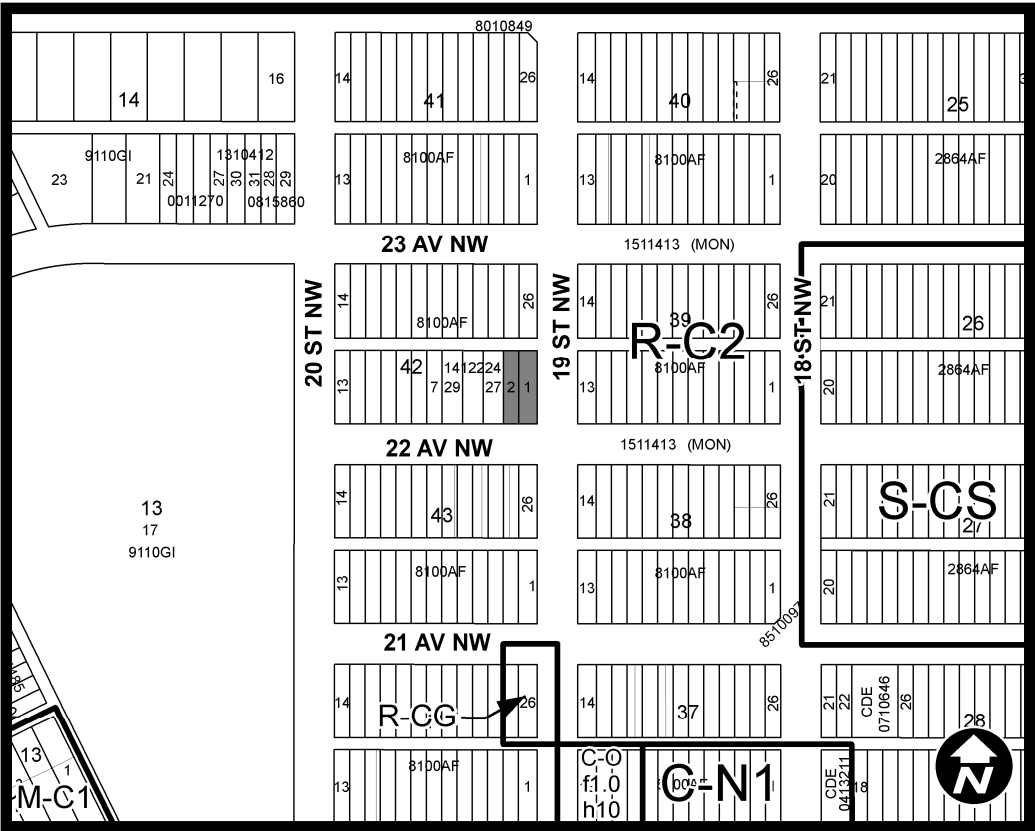 8010849
16
14
14
41
26
14
40
26
21
25
9110GI
23
21
24
27
1310412
30
31
28
29
0011270
0815860
13
8100AF
1
13
8100AF
1
20
2864AF
23 AV NW
1511413 (MON)
20 ST NW
19 ST NW
18 ST NW
14
8100AF
26
14
39
26
21
26
R-C2
13
42
7
1412224
29
27
2
1
13
8100AF
1
20
2864AF
22 AV NW
1511413 (MON)
14
43
26
14
38
26
21
S-CS
27
13
17
9110GI
13
8100AF
1
13
8100AF
1
20
2864AF
8510097
21 AV NW
14
R-CG
26
14
37
26
21
22
CDE
0710646
26
28
13
1
M-C1
13
8100AF
1
C-O
f1.0
h10
C-N1
1
CDE
0413211
18
N